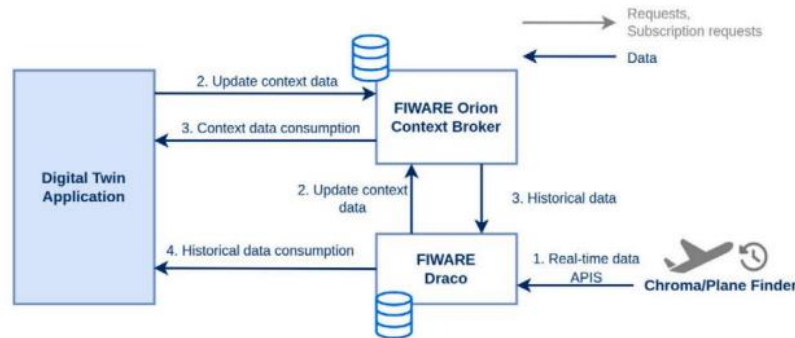 Requests,
Subscription requests
Data
2. Update context data
FIWARE Orion
Context Broker
3. Context data consumption
Digital Twin
Application
2. Update context
data
3. Historical data
4. Historical data consumption
FIWARE
Draco
1. Real-time data
APIS
Chroma/Plane Finder